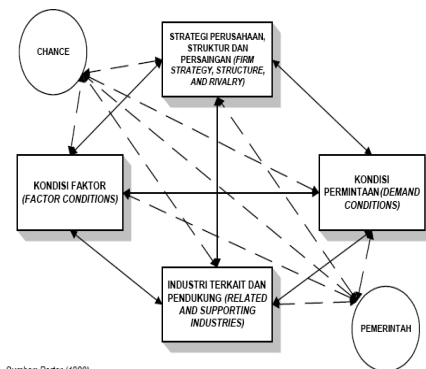 CHANCE
STRATEGI PERUSAHAAN,
STRUKTUR DAN
PERSAINGAN (FIRM
STRATEGY, STRUCTURE,
AND RIVALRY)
KONDISI FAKTOR
(FACTOR CONDITIONS)
KONDISI
PERMINTAAN(DEMAND
CONDITIONS)
INDUSTRI TERKAIT DAN
PENDUKUNG (RELATED
AND SUPPORTING
INDUSTRIES)
PEMERINTAH